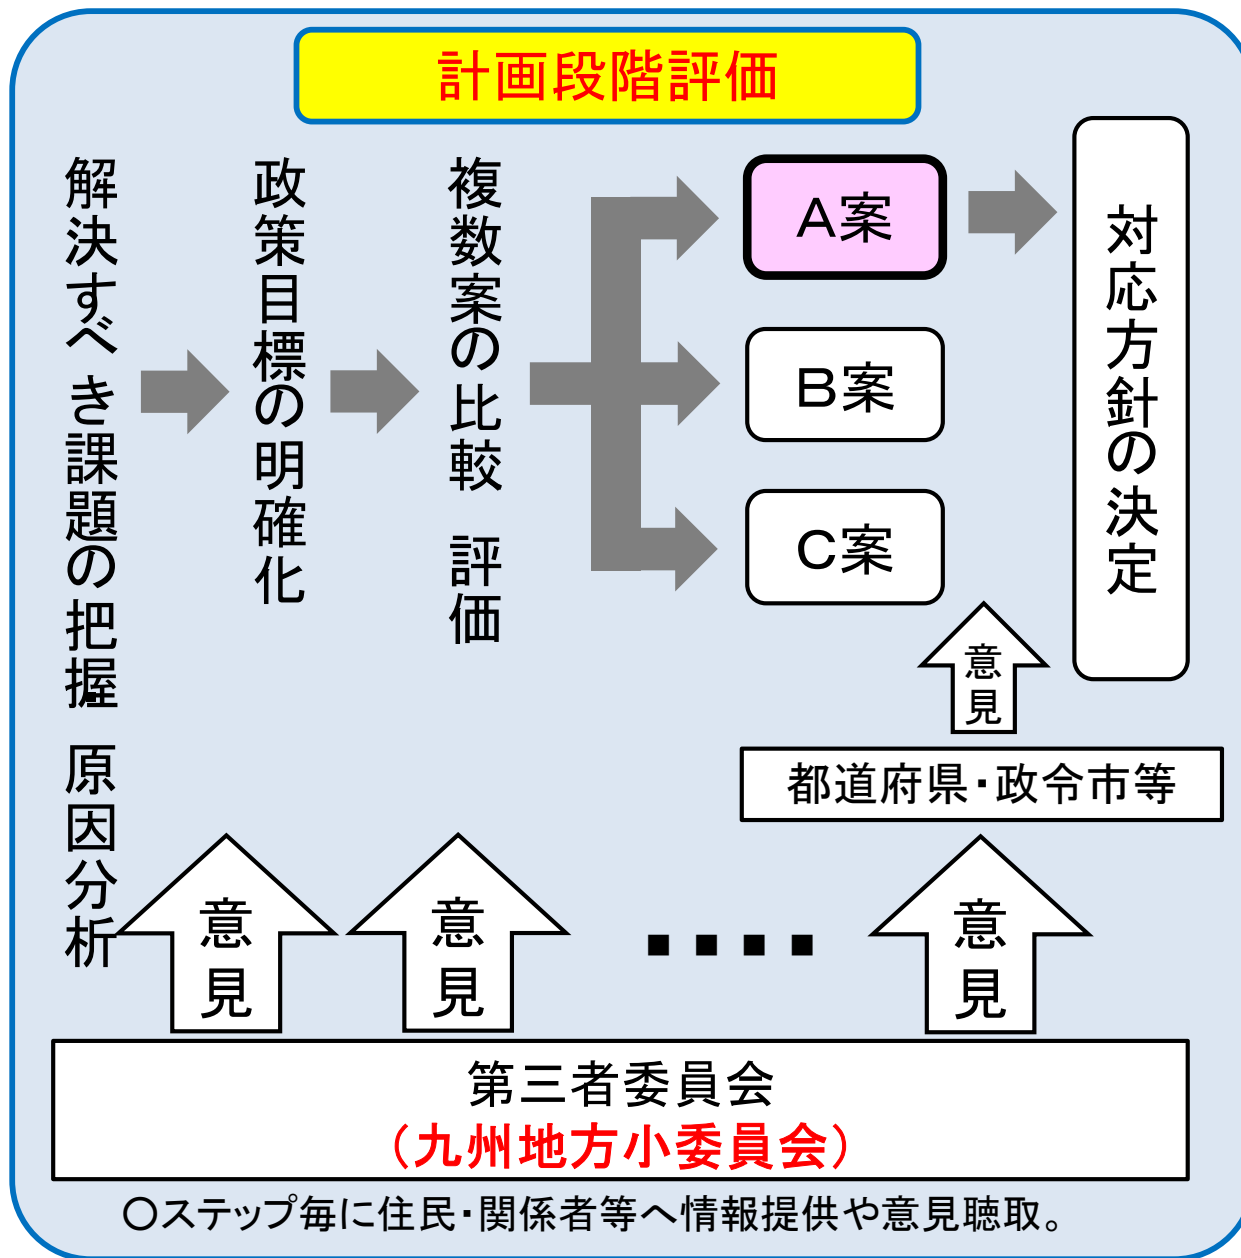 計画段階評価
解決すべき課題の把握・原因分析
政策目標の明確化
複数案の比較 評価
A案
B案
C案
対応方針の決定
意見
都道府県・政令市等
意見
意見
・・・・
意見
第三者委員会
（九州地方小委員会）
○ステップ毎に住民・関係者等へ情報提供や意見聴取。